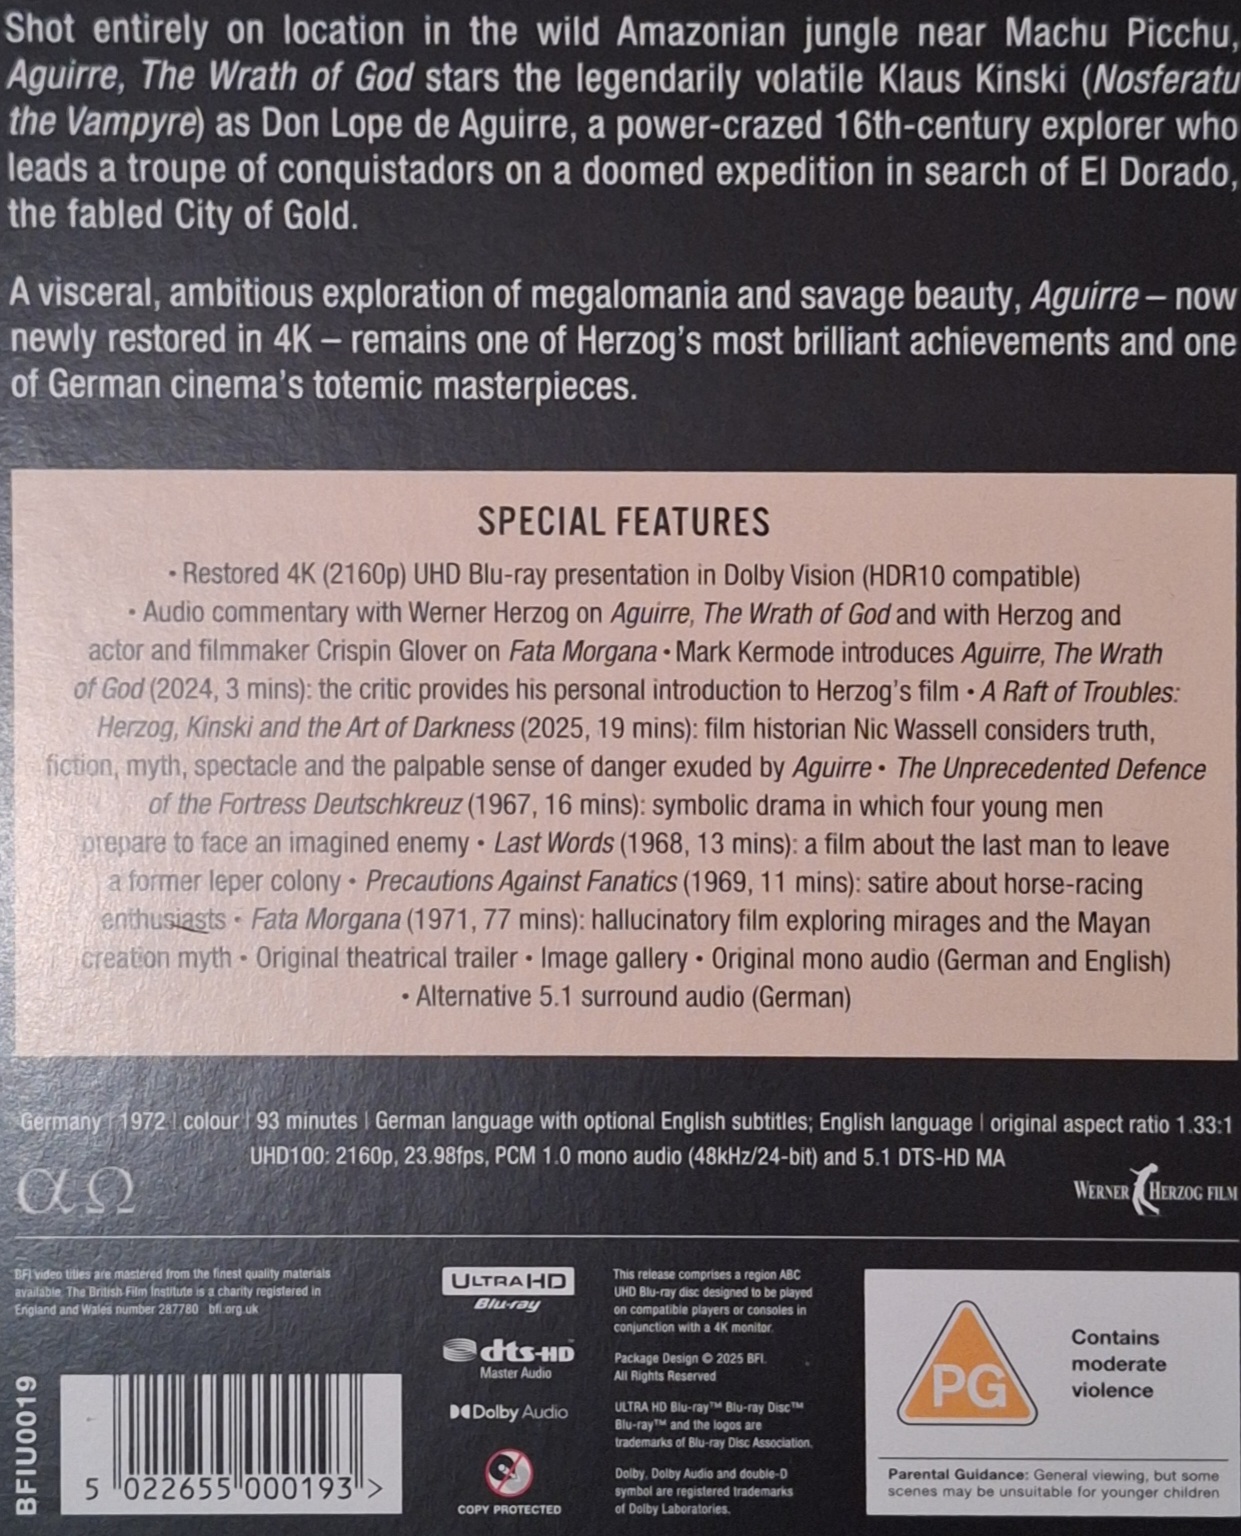 Shot entirely on location in the wild Amazonian jungle near Machu Picchu,
Aguirre, The Wrath of God stars the legendarily volatile Klaus Kinski (Nosferatu
the Vampyre) as Don Lope de Aguirre, a power-crazed 16th-century explorer who
leads a troupe of conquistadors on a doomed expedition in search of El Dorado,
the fabled City of Gold.
A visceral, ambitious exploration of megalomania and savage beauty, Aguirre – now
newly restored in 4K – remains one of Herzog's most brilliant achievements and one
of German cinema's totemic masterpieces.
SPECIAL FEATURES
• Restored 4K (2160p) UHD Blu-ray presentation in Dolby Vision (HDR10 compatible)
• Audio commentary with Werner Herzog on Aguirre, The Wrath of God and with Herzog and
actor and filmmaker Crispin Glover on Fata Morgana • Mark Kermode introduces Aguirre, The Wrath
of God (2024, 3 mins): the critic provides his personal introduction to Herzog's film • A Raft of Troubles:
Herzog, Kinski and the Art of Darkness (2025, 19 mins): film historian Nic Wassell considers truth,
fiction, myth, spectacle and the palpable sense of danger exuded by Aguirre • The Unprecedented Defence
of the Fortress Deutschkreuz (1967, 16 mins): symbolic drama in which four young men
prepare to face an imagined enemy • Last Words (1968, 13 mins): a film about the last man to leave
a former leper colony • Precautions Against Fanatics (1969, 11 mins): satire about horse-racing
enthusiasts • Fata Morgana (1971, 77 mins): hallucinatory film exploring mirages and the Mayan
creation myth • Original theatrical trailer • Image gallery • Original mono audio (German and English)
• Alternative 5.1 surround audio (German)
Germany | 1972 | colour | 93 minutes | German language with optional English subtitles; English language | original aspect ratio 1.33:1
UHD100: 2160p, 23.98fps, PCM 1.0 mono audio (48kHz/24-bit) and 5.1 DTS-HD MA
αΩ
WERNER HERZOG FILM
BFI video titles are mastered from the finest quality materials
available. The British Film Institute is a charity registered in
England and Wales number 287780 bfi.org.uk
BFIU0019
5 022655 000193 >
ULTRA HD
Blu-ray
dts-HD™
Master Audio
Dolby Audio
COPY PROTECTED
This release comprises a region ABC
UHD Blu-ray disc designed to be played
on compatible players or consoles in
conjunction with a 4K monitor.
Package Design © 2025 BFI.
All Rights Reserved
ULTRA HD Blu-ray™ Blu-ray Disc™
Blu-ray™ and the logos are
trademarks of Blu-ray Disc Association.
Dolby, Dolby Audio and double-D
symbol are registered trademarks
of Dolby Laboratories.
PG
Contains
moderate
violence
Parental Guidance: General viewing, but some
scenes may be unsuitable for younger children